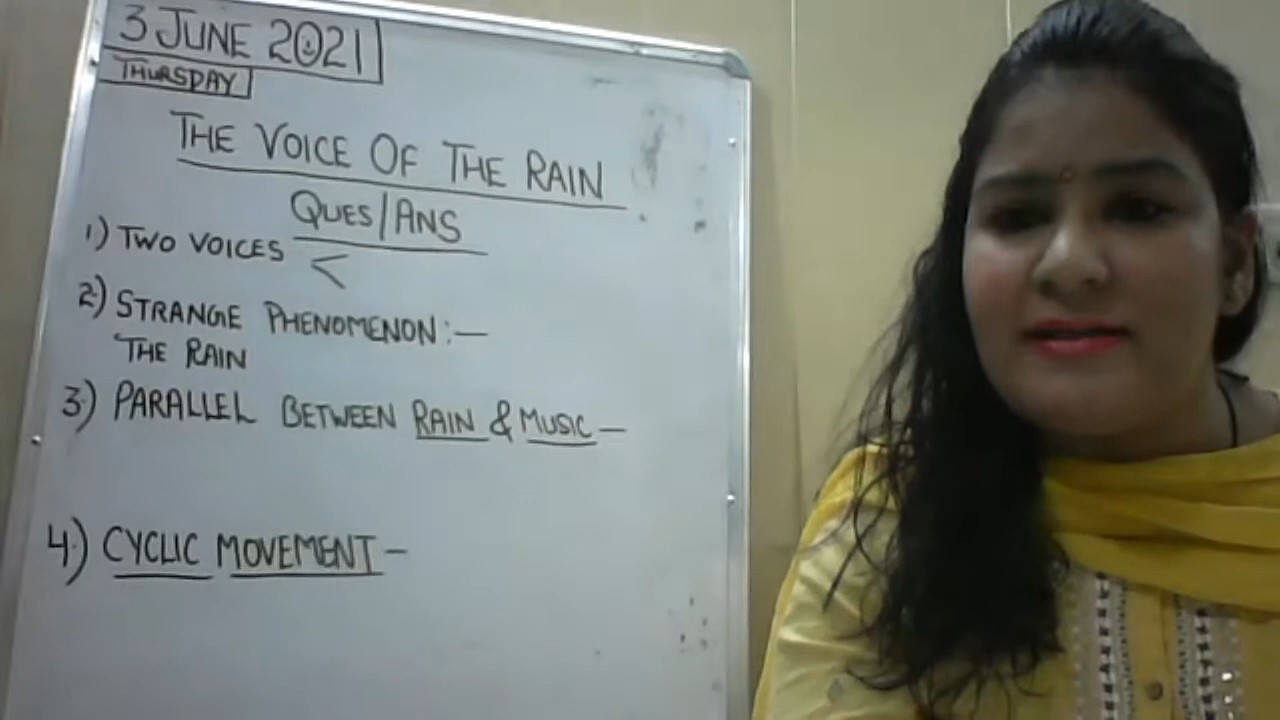 3 JUNE 2021
THURSDAY
THE VOICE OF THE RAIN
QUES/ANS
1) TWO VOICES <
2) STRANGE PHENOMENON:—
THE RAIN
3) PARALLEL BETWEEN RAIN & MUSIC —
4) CYCLIC MOVEMENT —